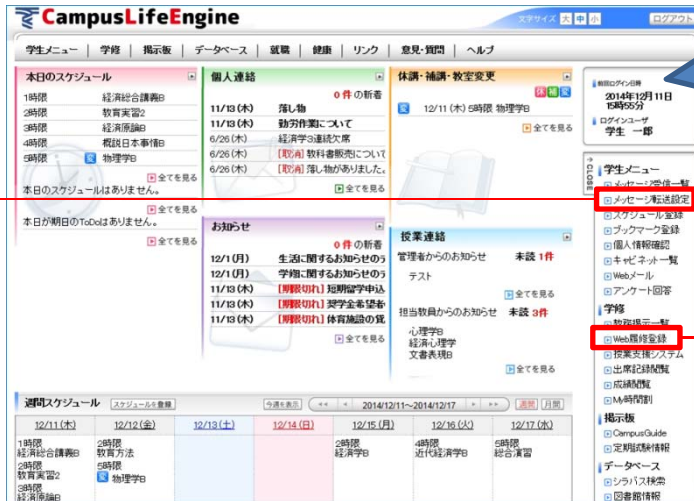 CampusLifeEngine
文字サイズ 大 中 小
ログアウト
学生メニュー | 学修 | 掲示板 | データベース | 就職 | 健康 | リンク | 意見・質問 | ヘルプ
本日のスケジュール
1時限 経済総合講義B
2時限 教育実習2
3時限 経済原論B
4時限 概説日本事情B
5時限 変 物理学B
全てを見る
本日のスケジュールはありません。
全てを見る
本日が期日のToDoはありません。
全てを見る
個人連絡
0 件 の新着
11/13 (木) 落し物
11/13 (木) 勤労作業について
6/26 (木) 経済学3連続欠席
6/26 (木) [取消] 教科書販売について
6/26 (木) [取消] 落し物がありました。
全てを見る
お知らせ
0 件 の新着
12/1 (月) 生活に関するお知らせのう
12/1 (月) 学修に関するお知らせのう
11/13 (木) [期限切れ] 短期留学申込
11/13 (木) [期限切れ] 奨学金希望者
11/13 (木) [期限切れ] 体育施設の貸
全てを見る
休講・補講・教室変更
休 補 変
変 12/11 (木) 5時限 物理学B
全てを見る
授業連絡
管理者からのお知らせ 未読 1件
テスト
全てを見る
担当教員からのお知らせ 未読 3件
心理学B
経済心理学
文書表現B
全てを見る
前回ログイン日時
2014年12月11日
15時55分
ログインユーザ
学生 一郎
CLOSE
学生メニュー
メッセージ受信一覧
メッセージ転送設定
スケジュール登録
ブックマーク登録
個人情報確認
キャビネット一覧
Webメール
アンケート回答
学修
教務掲示一覧
Web履修登録
授業支援システム
出席記録閲覧
成績閲覧
My時間割
掲示板
CampusGuide
定期試験情報
データベース
シラバス検索
図書館情報
週間スケジュール スケジュールを登録 今週を表示 2014/12/11～2014/12/17 週間 月間
12/11 (木) 12/12 (金) 12/13 (土) 12/14 (日) 12/15 (月) 12/16 (火) 12/17 (水)
1時限
経済総合講義B
2時限
教育実習2
3時限
経済原論B
2時限
教育方法
5時限
変 物理学B
2時限
経済学B
4時限
近代経済学B
5時限
総合演習